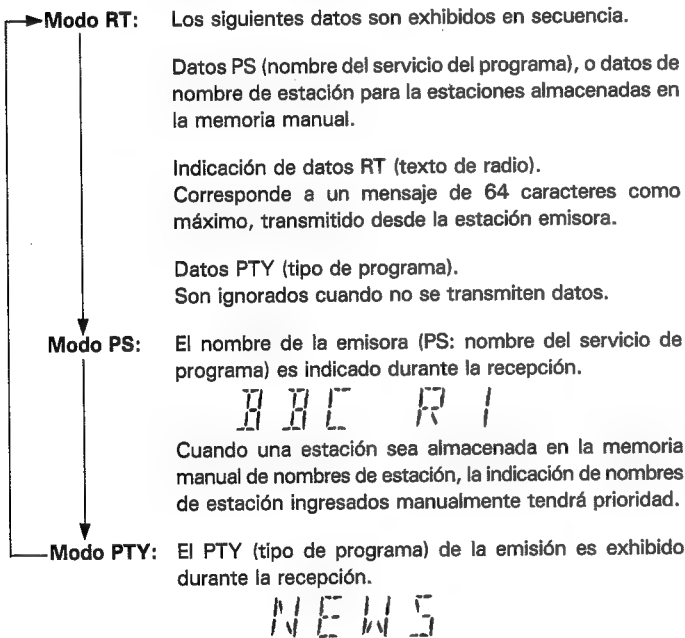 Modo RT: Los siguientes datos son exhibidos en secuencia.
Datos PS (nombre del servicio del programa), o datos de
nombre de estación para la estaciones almacenadas en
la memoria manual.
Indicación de datos RT (texto de radio).
Corresponde a un mensaje de 64 caracteres como
máximo, transmitido desde la estación emisora.
Datos PTY (tipo de programa).
Son ignorados cuando no se transmiten datos.
Modo PS: El nombre de la emisora (PS: nombre del servicio de
programa) es indicado durante la recepción.
BBC R1
Cuando una estación sea almacenada en la memoria
manual de nombres de estación, la indicación de nombres
de estación ingresados manualmente tendrá prioridad.
Modo PTY: El PTY (tipo de programa) de la emisión es exhibido
durante la recepción.
NEWS